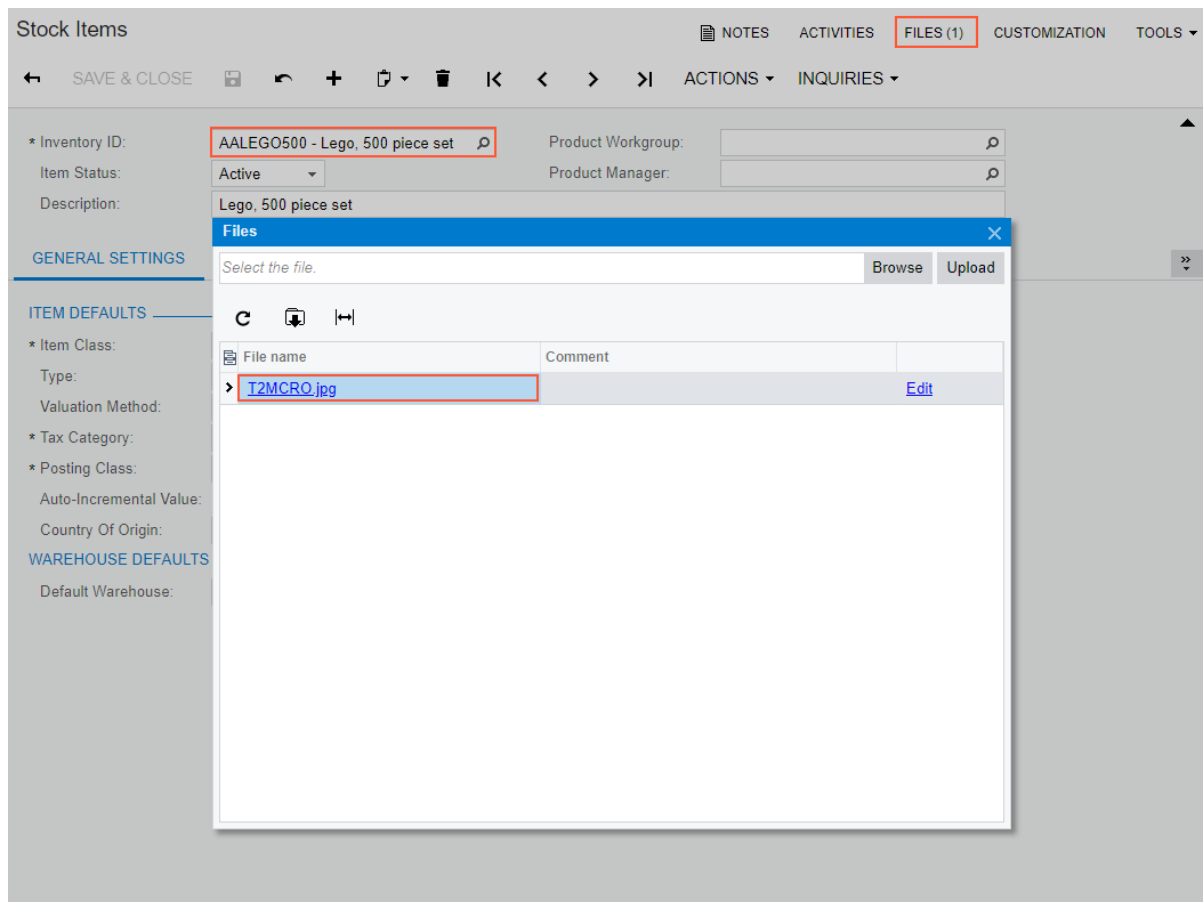 Stock Items
NOTES ACTIVITIES FILES (1) CUSTOMIZATION TOOLS
SAVE & CLOSE ACTIONS INQUIRIES
* Inventory ID: AALEGO500 - Lego, 500 piece set Product Workgroup:
Item Status: Active Product Manager:
Description: Lego, 500 piece set
Files
GENERAL SETTINGS
Select the file. Browse Upload
ITEM DEFAULTS
* Item Class:
File name Comment
Type:
T2MCRO.jpg Edit
Valuation Method:
* Tax Category:
* Posting Class:
Auto-Incremental Value:
Country Of Origin:
WAREHOUSE DEFAULTS
Default Warehouse: